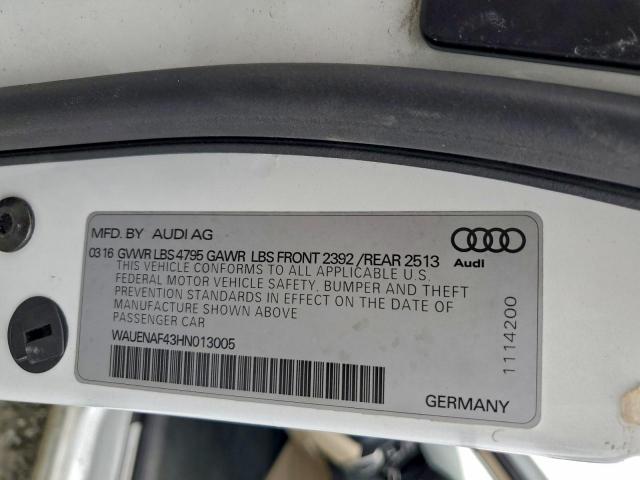 MFD. BY AUDI AG
03 16 GVWR LBS 4795 GAWR LBS FRONT 2392 /REAR 2513
THIS VEHICLE CONFORMS TO ALL APPLICABLE U.S.
FEDERAL MOTOR VEHICLE SAFETY, BUMPER AND THEFT
PREVENTION STANDARDS IN EFFECT ON THE DATE OF
MANUFACTURE SHOWN ABOVE
PASSENGER CAR
WAUENAF43HN013005
GERMANY
Audi
1114200